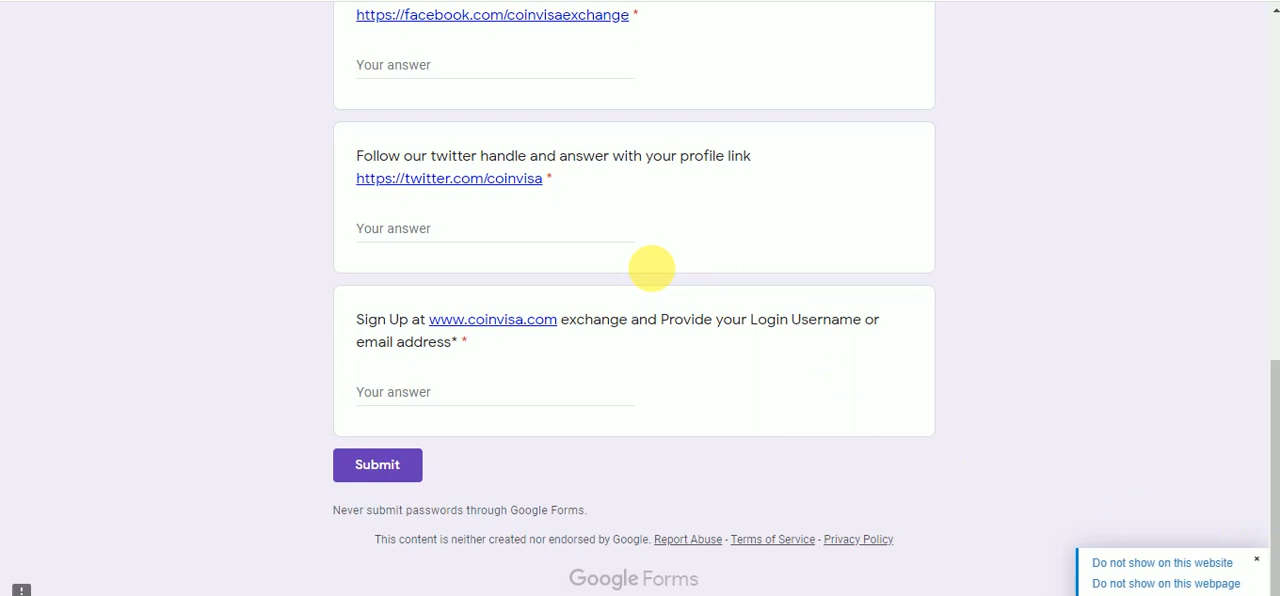 https://facebook.com/coinvisaexchange *
Your answer
Follow our twitter handle and answer with your profile link
https://twitter.com/coinvisa *
Your answer
Sign Up at www.coinvisa.com exchange and Provide your Login Username or
email address* *
Your answer
Submit
Never submit passwords through Google Forms.
This content is neither created nor endorsed by Google. Report Abuse - Terms of Service - Privacy Policy
Google Forms
Do not show on this website ×
Do not show on this webpage
!